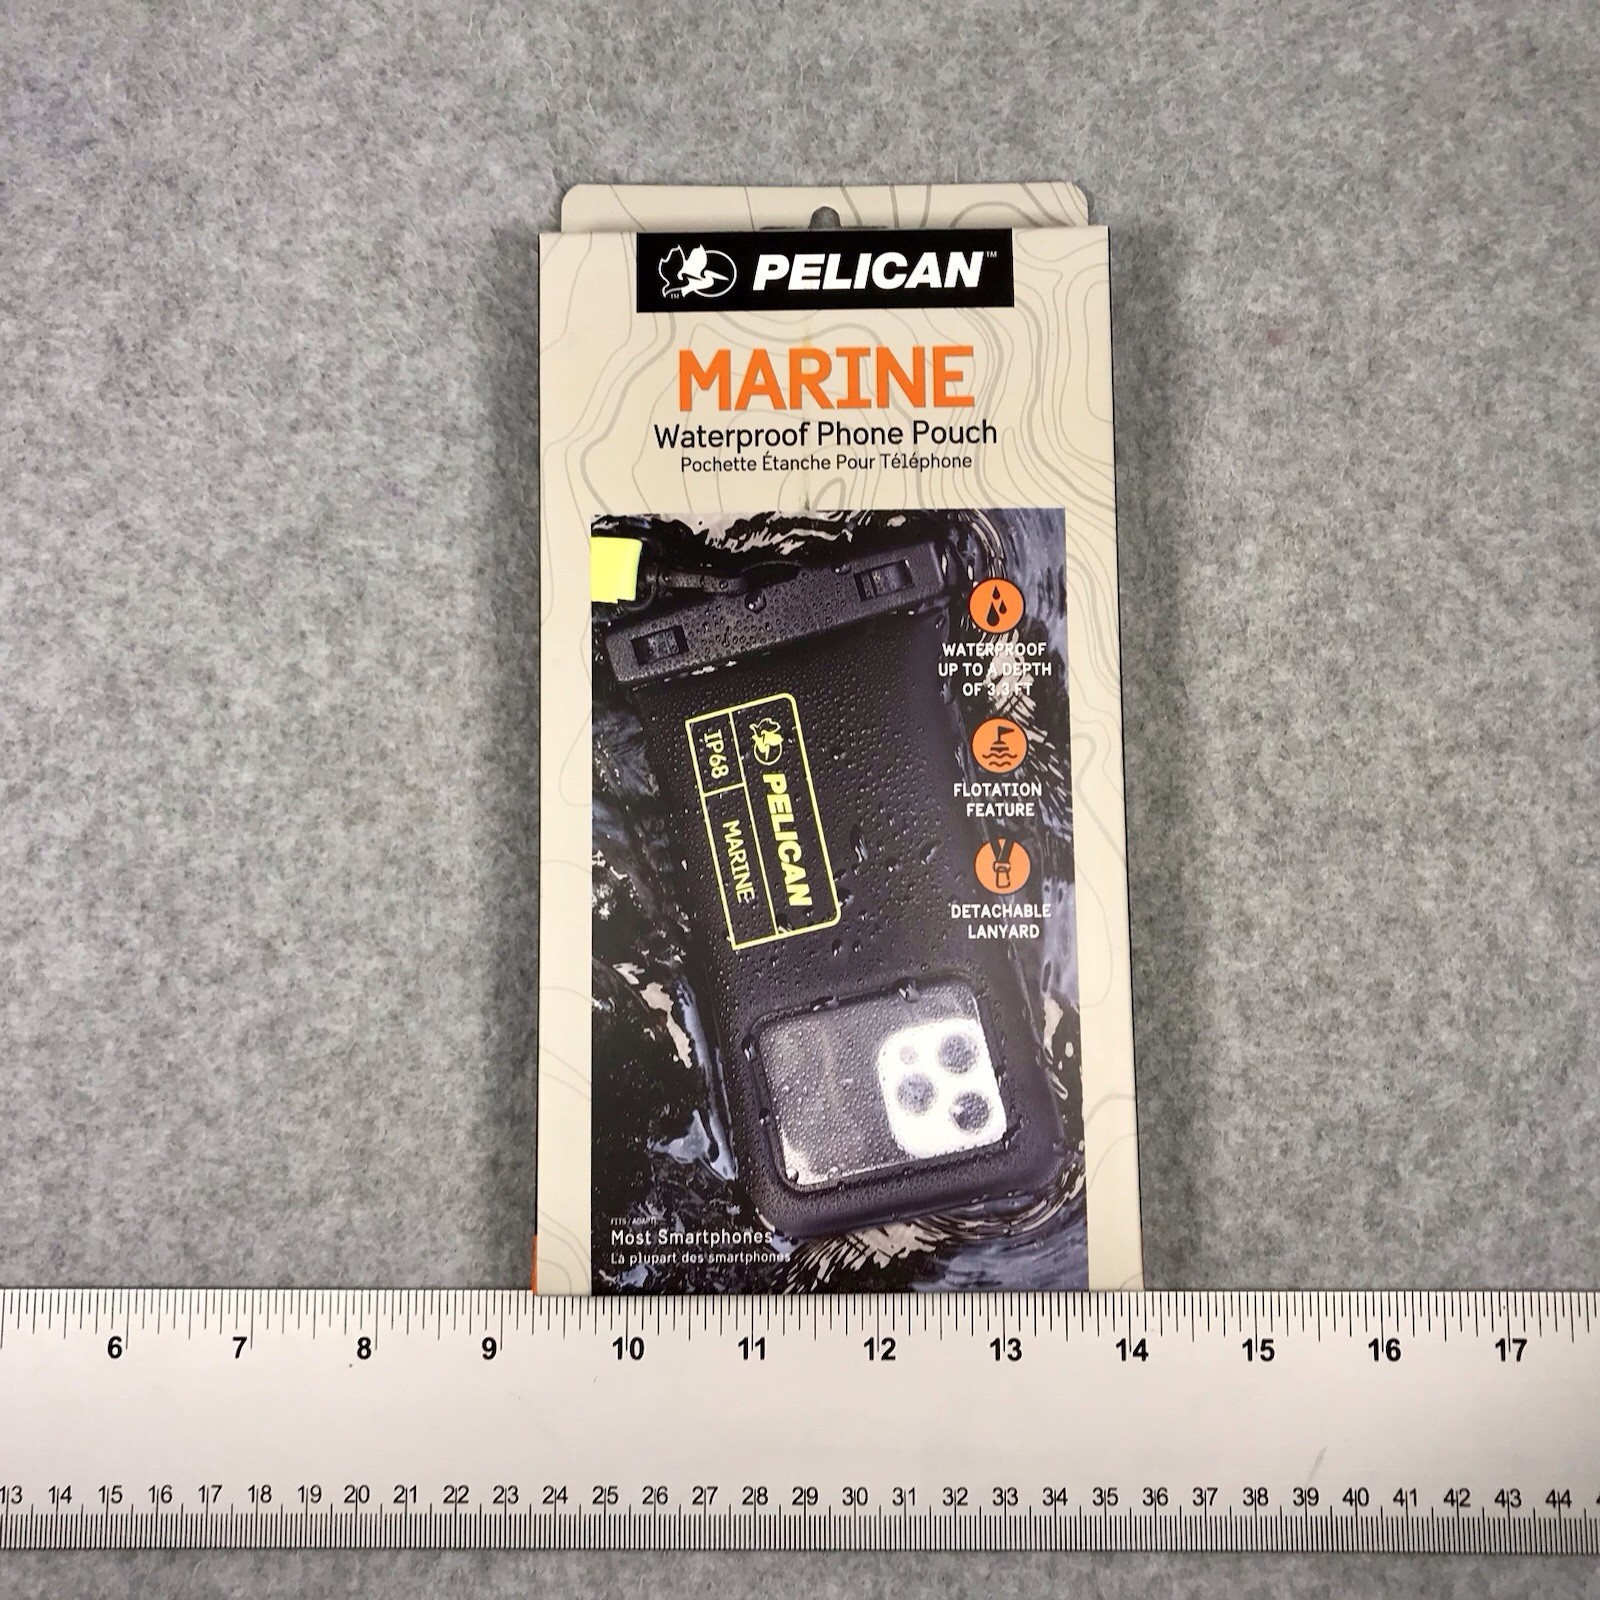 PELICAN™
MARINE
Waterproof Phone Pouch
Pochette Étanche Pour Téléphone
WATERPROOF
UP TO A DEPTH
OF 3.3 FT
FLOTATION
FEATURE
DETACHABLE
LANYARD
PELICAN
IP68 MARINE
FITS/ADAPTE
Most Smartphones
La plupart des smartphones
6 7 8 9 10 11 12 13 14 15 16 17
13 14 15 16 17 18 19 20 21 22 23 24 25 26 27 28 29 30 31 32 33 34 35 36 37 38 39 40 41 42 43 44